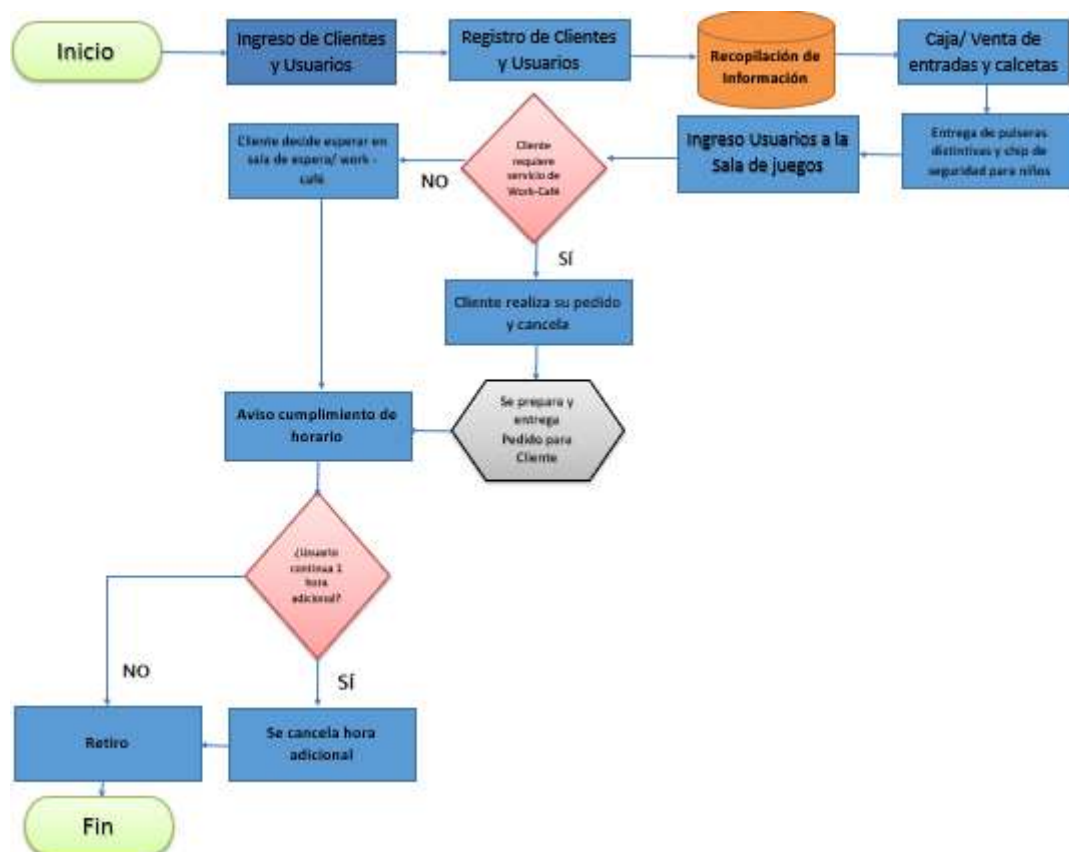 Inicio
Ingreso de Clientes
y Usuarios
Registro de Clientes
y Usuarios
Recopilación de
Información
Caja/ Venta de
entradas y calcetas
Entrega de pulseras
distintivas y chip de
seguridad para niños
Ingreso Usuarios a la
Sala de juegos
Cliente
requiere
servicio de
Work-Café
NO
Cliente decide esperar en
sala de espera/ work -
café
Sí
Cliente realiza su pedido
y cancela
Se prepara y
entrega
Pedido para
Cliente
Aviso cumplimiento de
horario
¿Usuario
continua 1
hora
adicional?
NO
Sí
Se cancela hora
adicional
Retiro
Fin